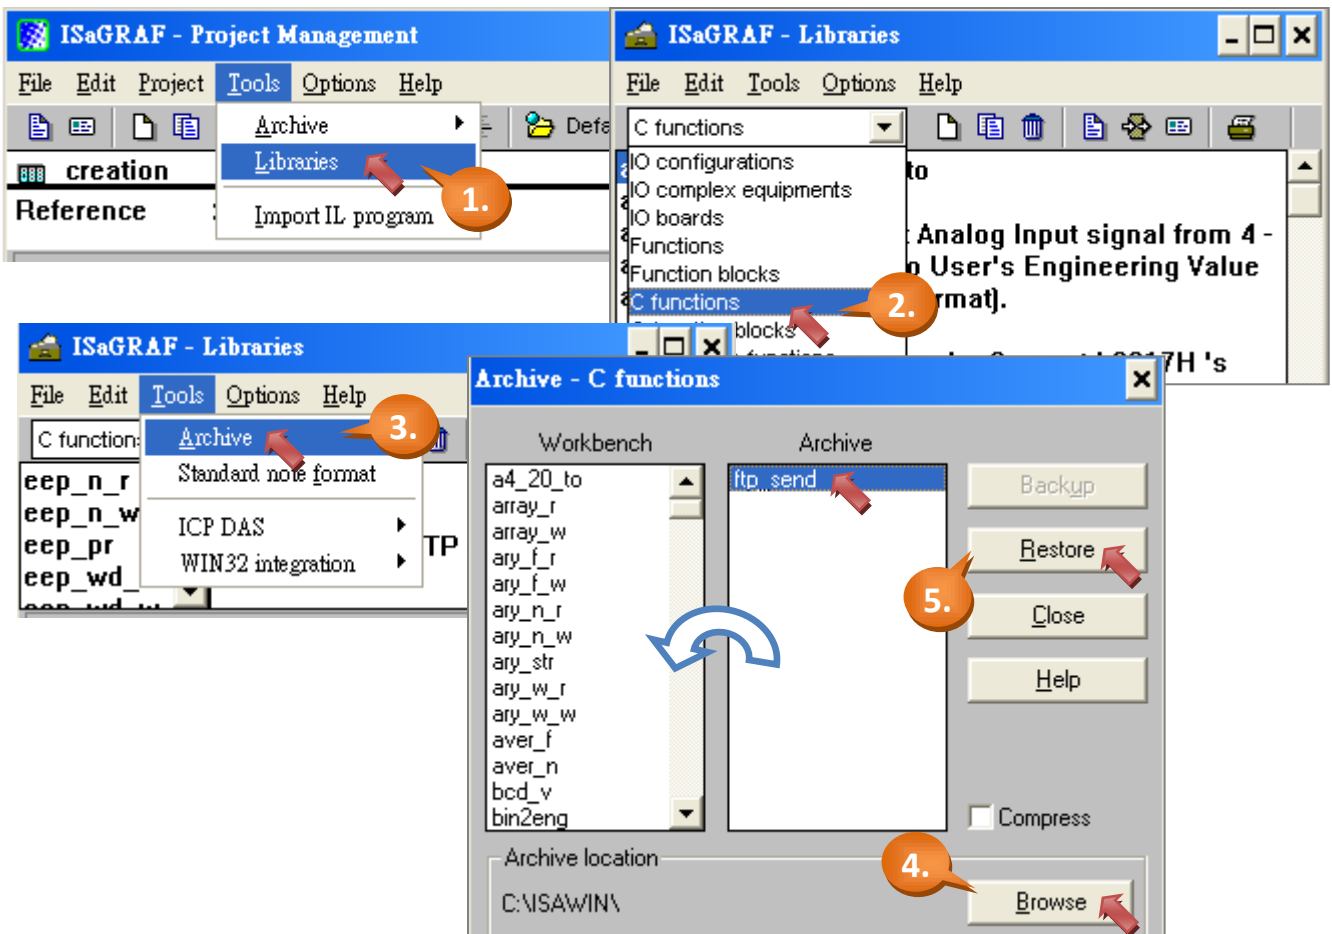 ISaGRAF - Project Management
File Edit Project Tools Options Help
Defa
Archive
Libraries
Import IL program
1.
creation
Reference :
ISaGRAF - Libraries
File Edit Tools Options Help
C functions
IO configurations
IO complex equipments
IO boards
Functions
Function blocks
C functions
blocks
2.
to
Analog Input signal from 4 -
o User's Engineering Value
rmat).
17H 's
ISaGRAF - Libraries
File Edit Tools Options Help
C function
Archive
Standard note format
ICP DAS
WIN32 integration
3.
eep_n_r
eep_n_w
eep_pr
eep_wd_
TP
Archive - C functions
Workbench
a4_20_to
array_r
array_w
ary_f_r
ary_f_w
ary_n_r
ary_n_w
ary_str
ary_w_r
ary_w_w
aver_f
aver_n
bcd_v
bin2eng
Archive
ftp_send
Backup
Restore
5.
Close
Help
Compress
Archive location
4.
C:\ISAWIN\
Browse